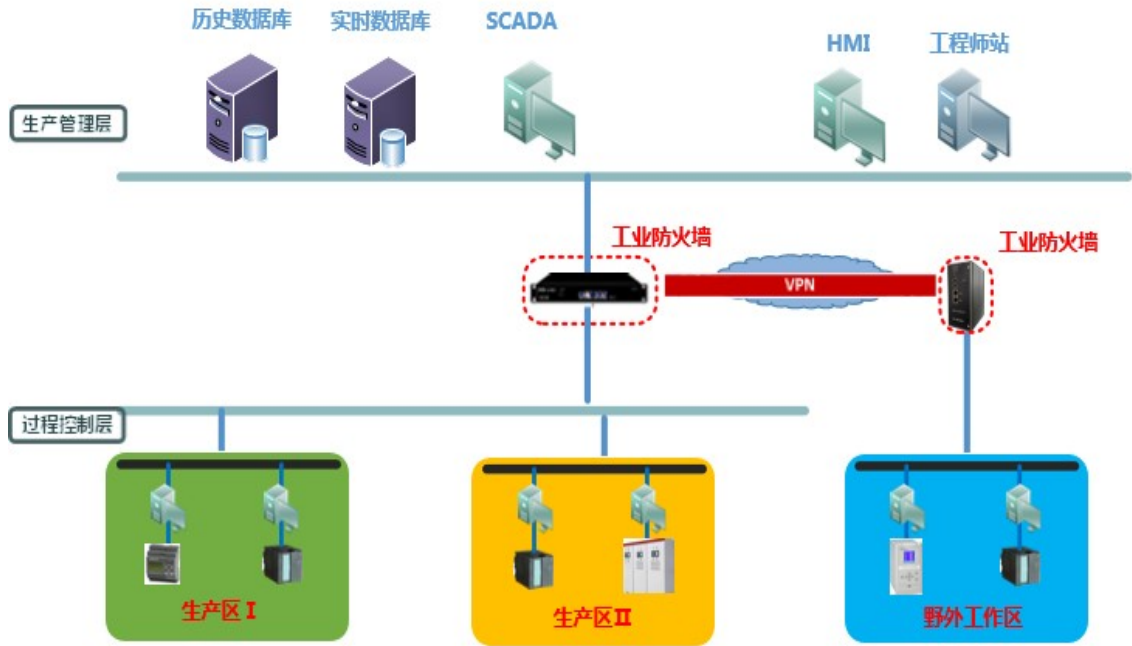 历史数据库
实时数据库
SCADA
HMI
工程师站
生产管理层
工业防火墙
工业防火墙
VPN
过程控制层
生产区 I
生产区II
野外工作区